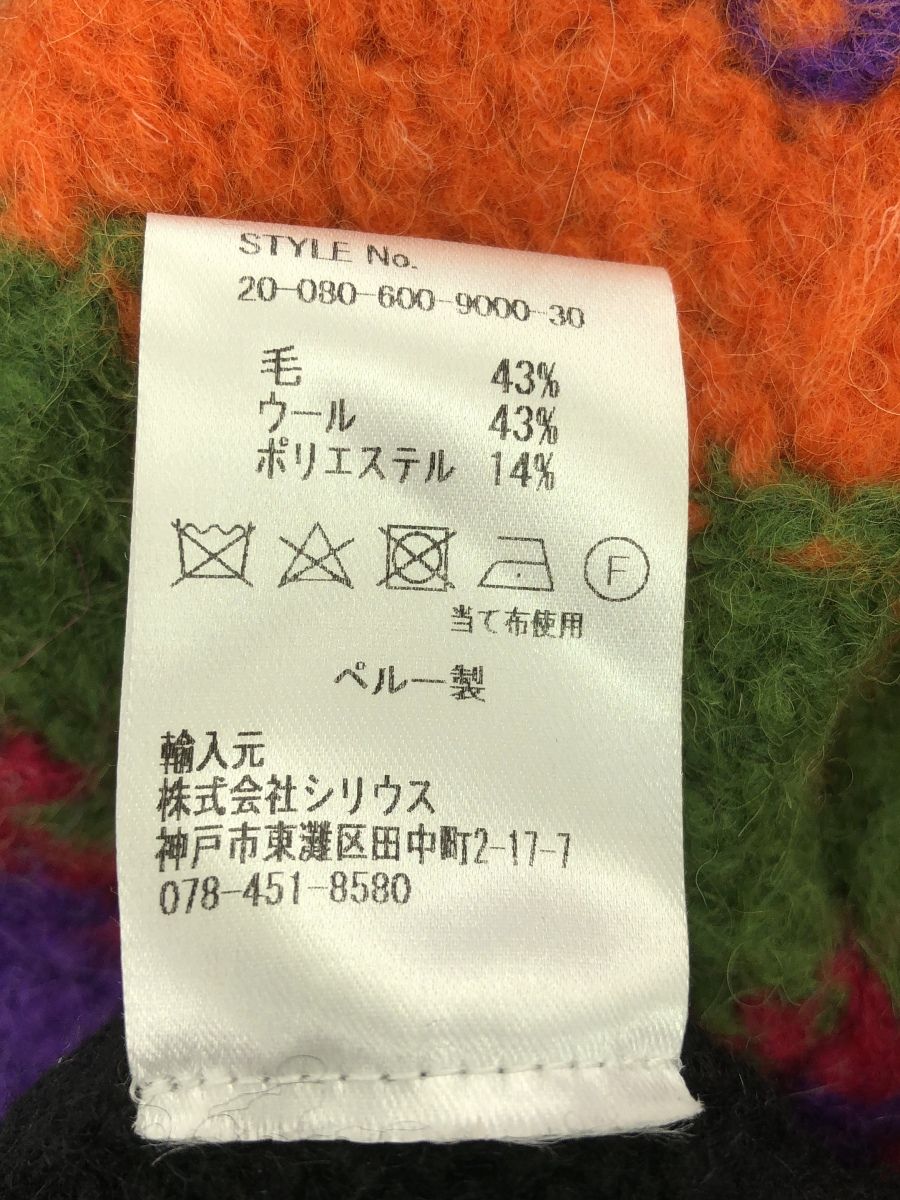 STYLE No.
20-080-600-9000-30
毛 43%
ウール 43%
ポリエステル 14%
F
当て布使用
ペルー製
輸入元
株式会社シリウス
神戸市東灘区田中町2-17-7
078-451-8580